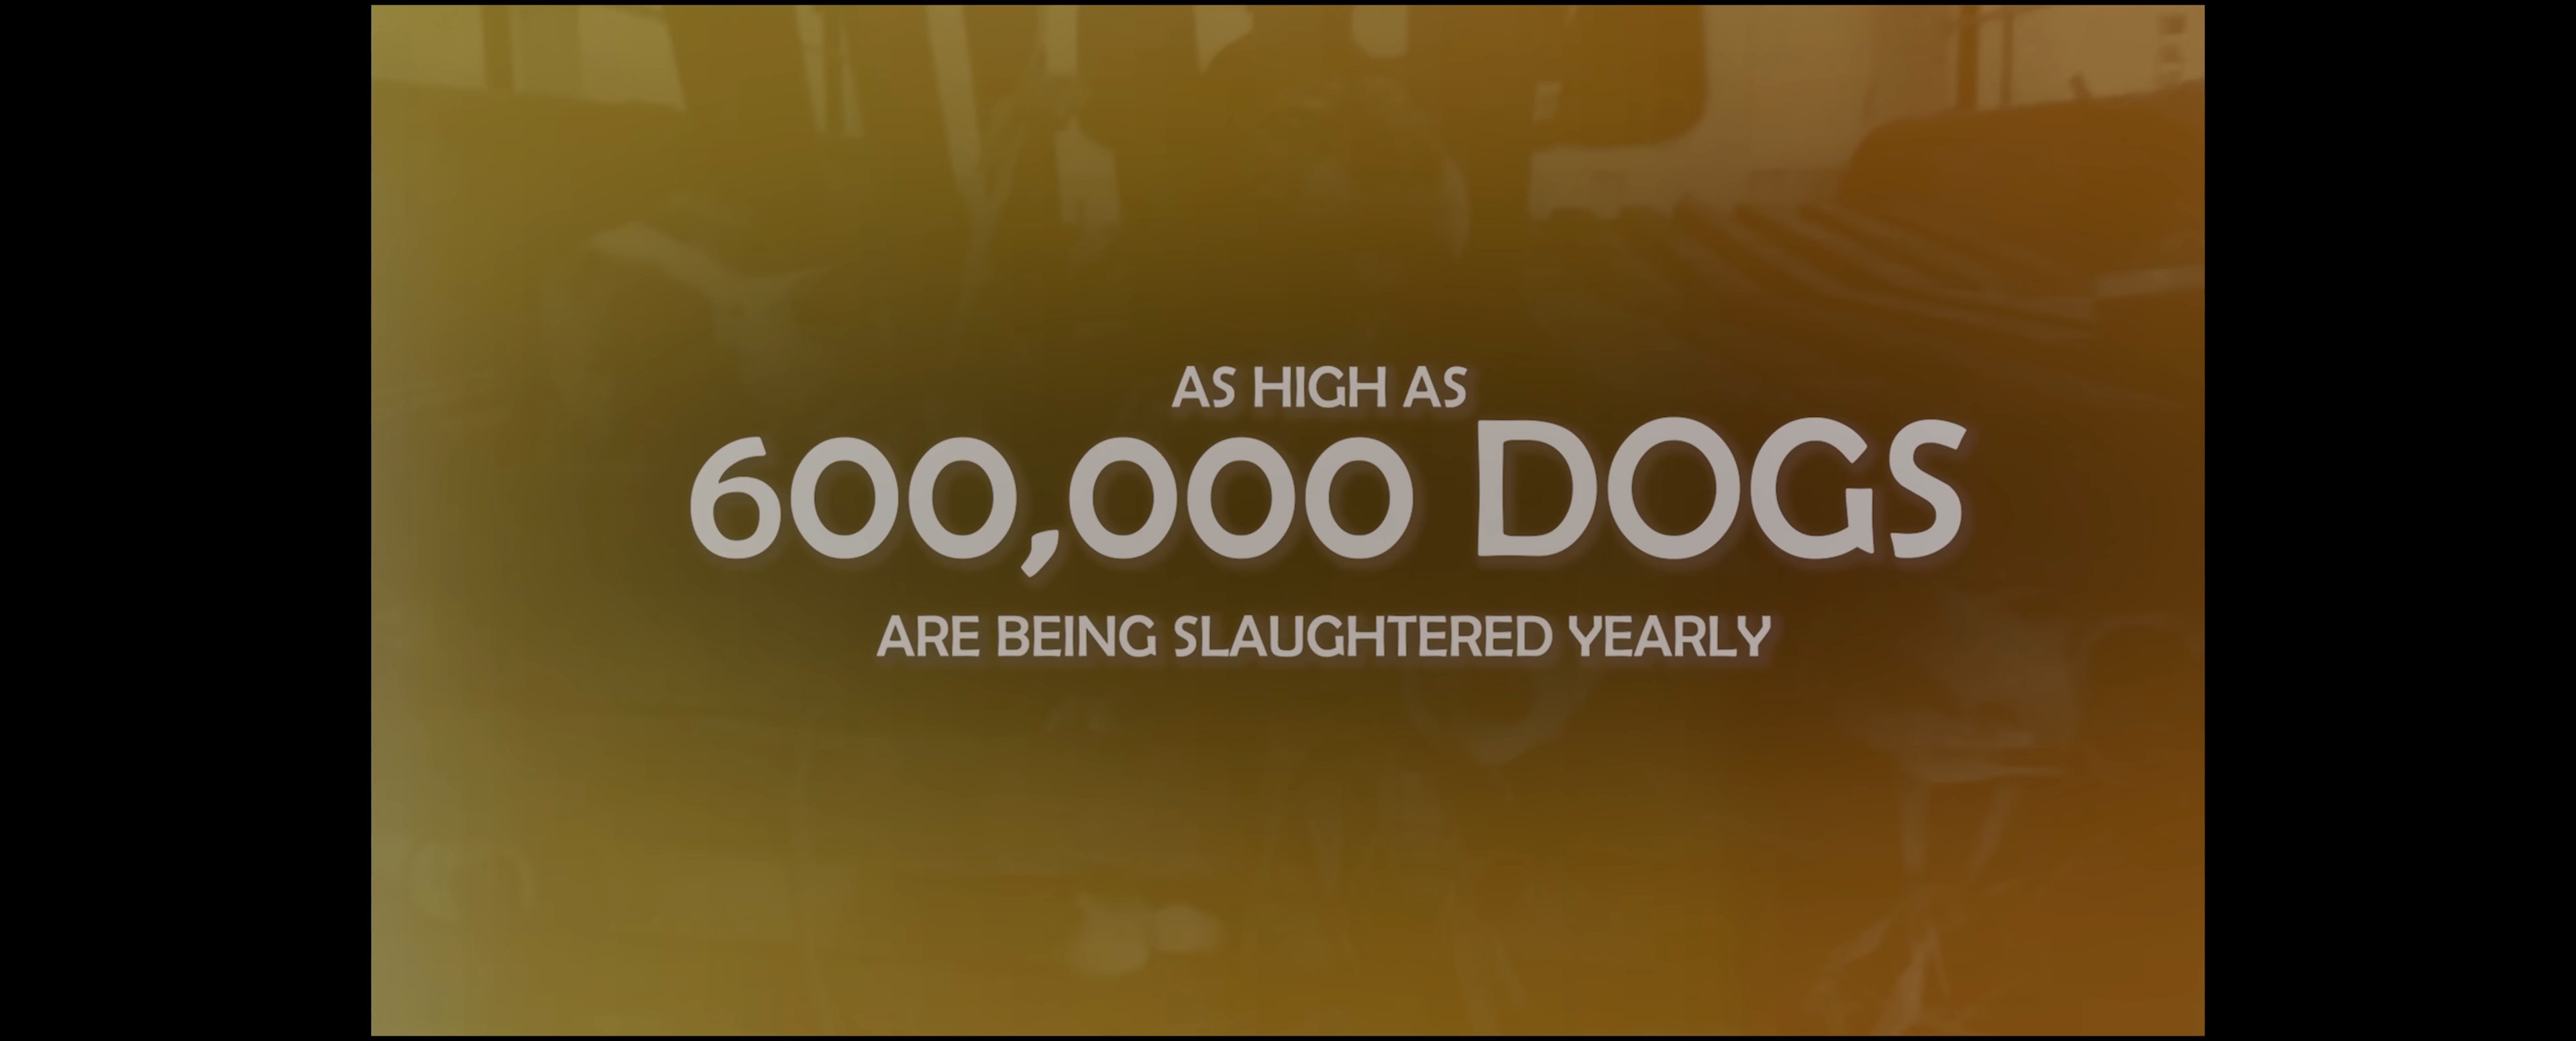 AS HIGH AS
600,000 DOGS
ARE BEING SLAUGHTERED YEARLY